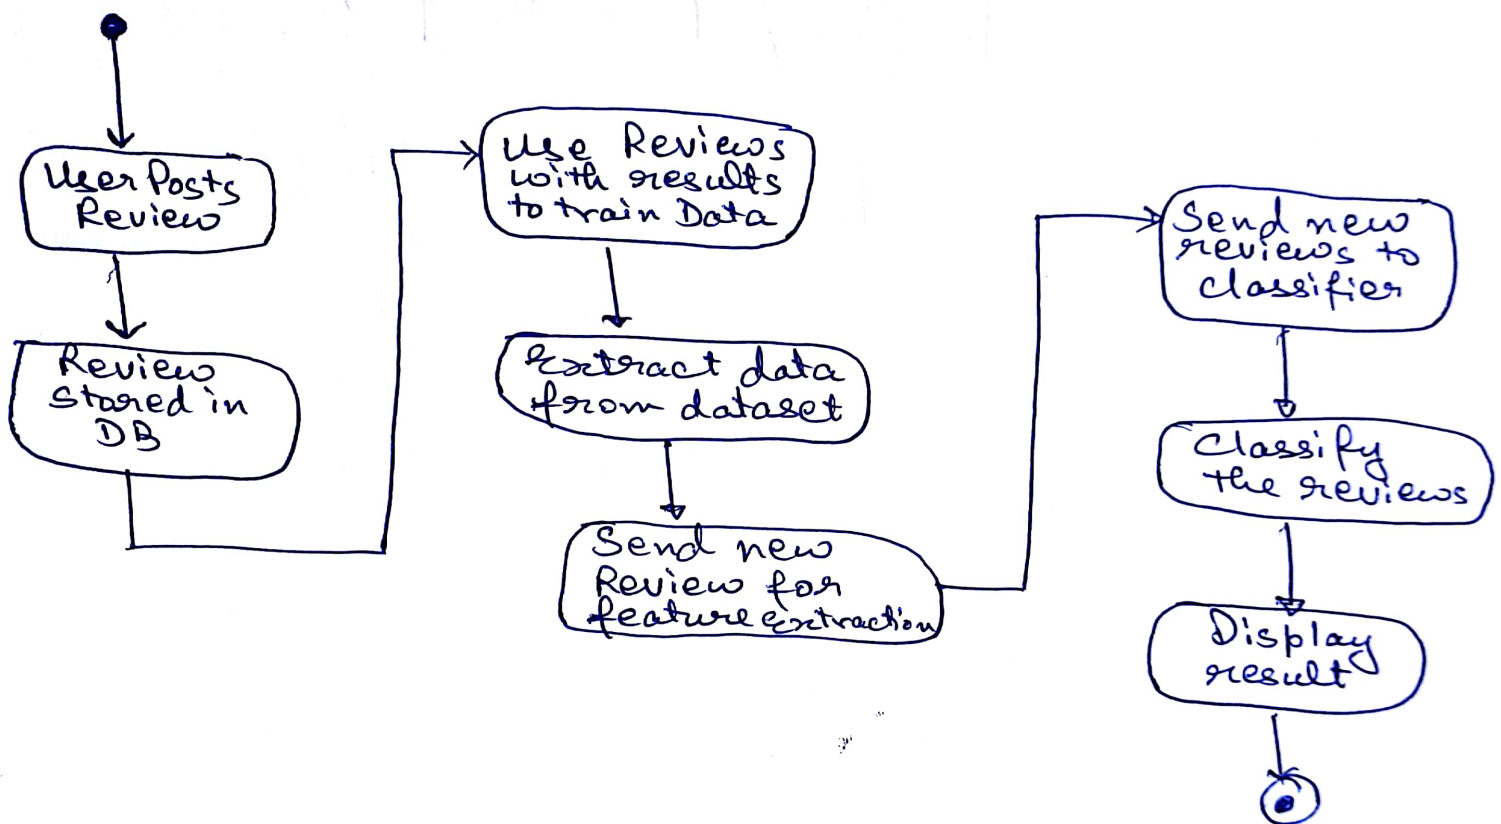 User Posts
Review
Review
stored in
DB
Use Reviews
with results
to train Data
Extract data
from dataset
Send new
Review for
feature extraction
Send new
reviews to
classifier
Classify
the reviews
Display
result